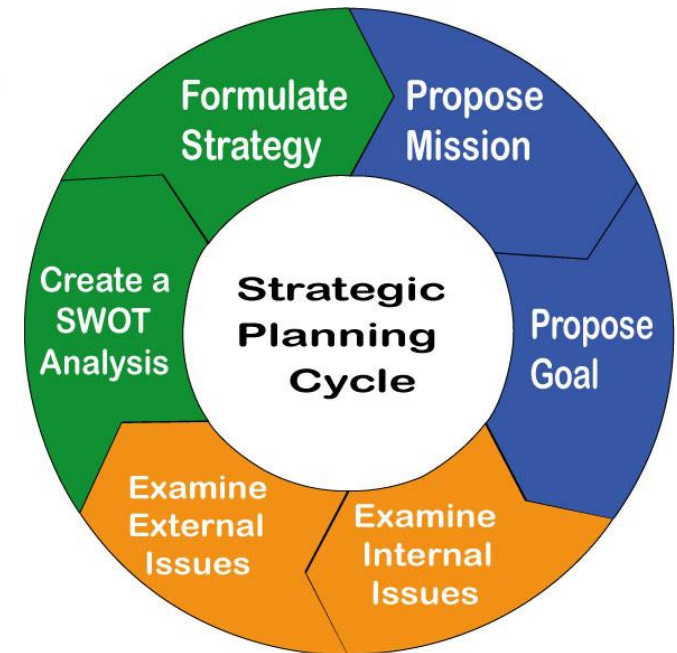 Strategic
Planning
Cycle
Propose
Mission
Propose
Goal
Examine
Internal
Issues
Examine
External
Issues
Create a
SWOT
Analysis
Formulate
Strategy